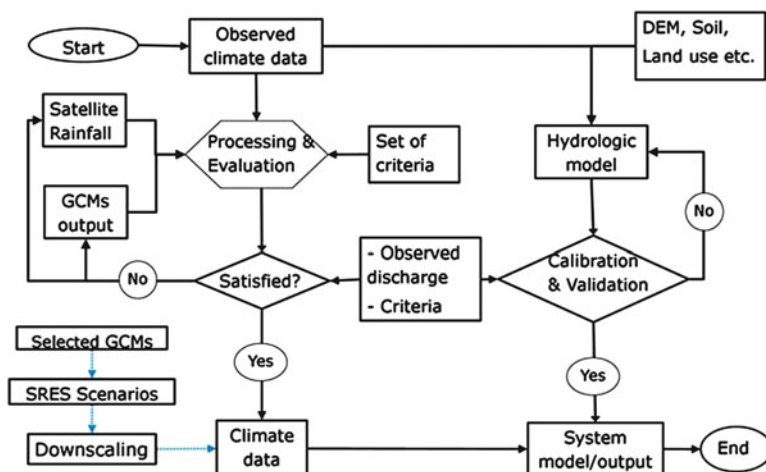 Start
Observed
climate data
DEM, Soil,
Land use etc.
Satellite
Rainfall
Processing &
Evaluation
Set of
criteria
Hydrologic
model
GCMs
output
No
No
Satisfied?
- Observed
discharge
- Criteria
Calibration
& Validation
Selected GCMs
Yes
Yes
SRES Scenarios
Downscaling
Climate
data
System
model/output
End